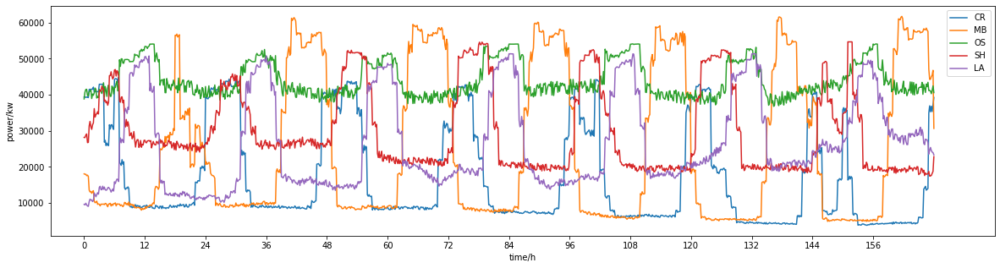 60000
50000
40000
30000
20000
10000
power/kw
0 12 24 36 48 60 72 84 96 108 120 132 144 156
time/h
CR
MB
OS
SH
LA